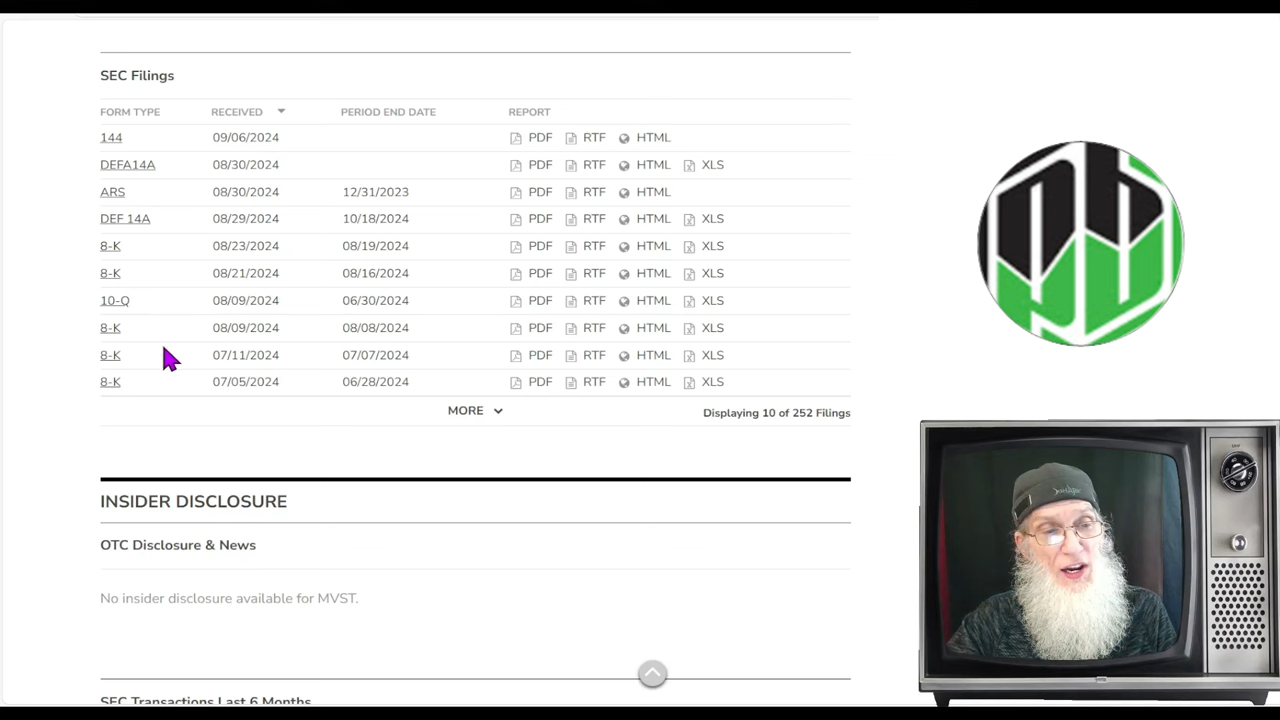 SEC Filings
FORM TYPE RECEIVED PERIOD END DATE REPORT
144 09/06/2024 PDF RTF HTML
DEFA14A 08/30/2024 PDF RTF HTML XLS
ARS 08/30/2024 12/31/2023 PDF RTF HTML
DEF 14A 08/29/2024 10/18/2024 PDF RTF HTML XLS
8-K 08/23/2024 08/19/2024 PDF RTF HTML XLS
8-K 08/21/2024 08/16/2024 PDF RTF HTML XLS
10-Q 08/09/2024 06/30/2024 PDF RTF HTML XLS
8-K 08/09/2024 08/08/2024 PDF RTF HTML XLS
8-K 07/11/2024 07/07/2024 PDF RTF HTML XLS
8-K 07/05/2024 06/28/2024 PDF RTF HTML XLS
MORE Displaying 10 of 252 Filings
INSIDER DISCLOSURE
OTC Disclosure & News
No insider disclosure available for MVST.
SEC Transactions Last 6 Months